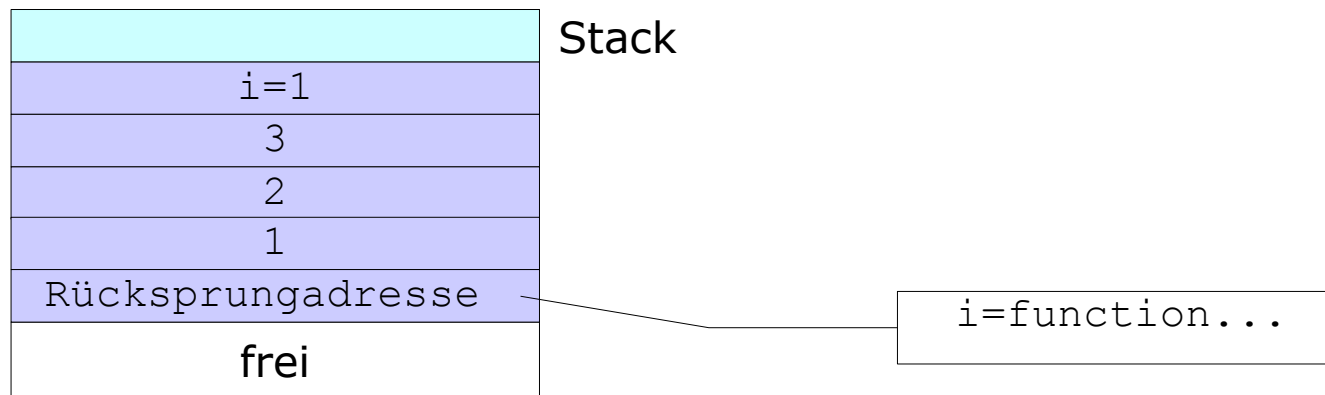 Stack
i=1
3
2
1
Rücksprungadresse
i=function...
frei